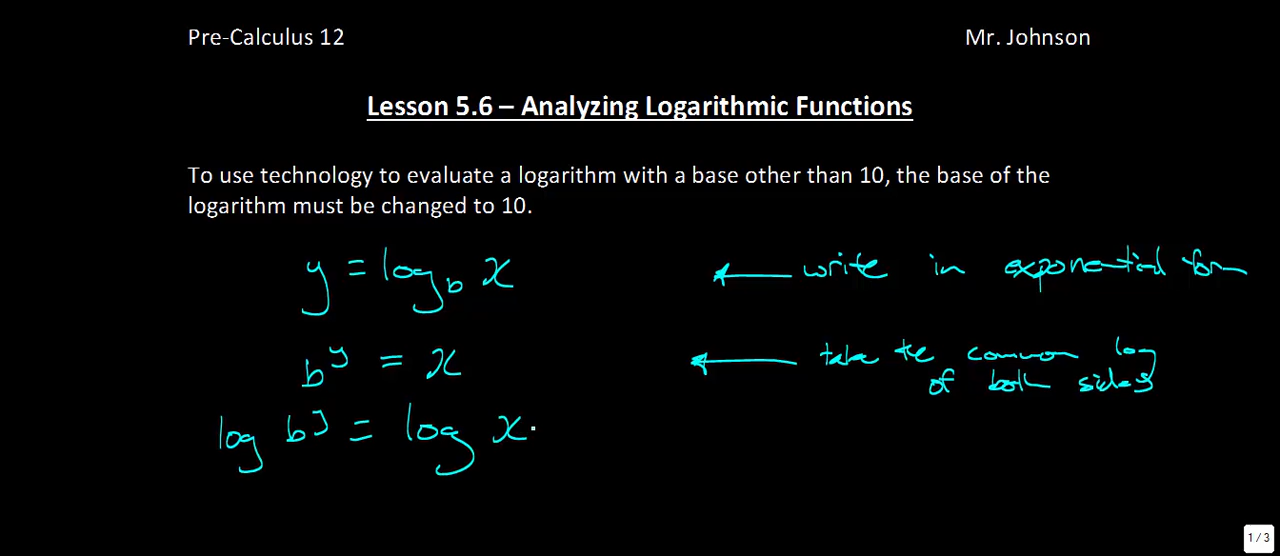 Pre-Calculus 12 Mr. Johnson
Lesson 5.6 – Analyzing Logarithmic Functions
To use technology to evaluate a logarithm with a base other than 10, the base of the
logarithm must be changed to 10.
y = log_b x ← write in exponential form
b^y = x ← take the common log
of both sides
log b^y = log x
1 / 3